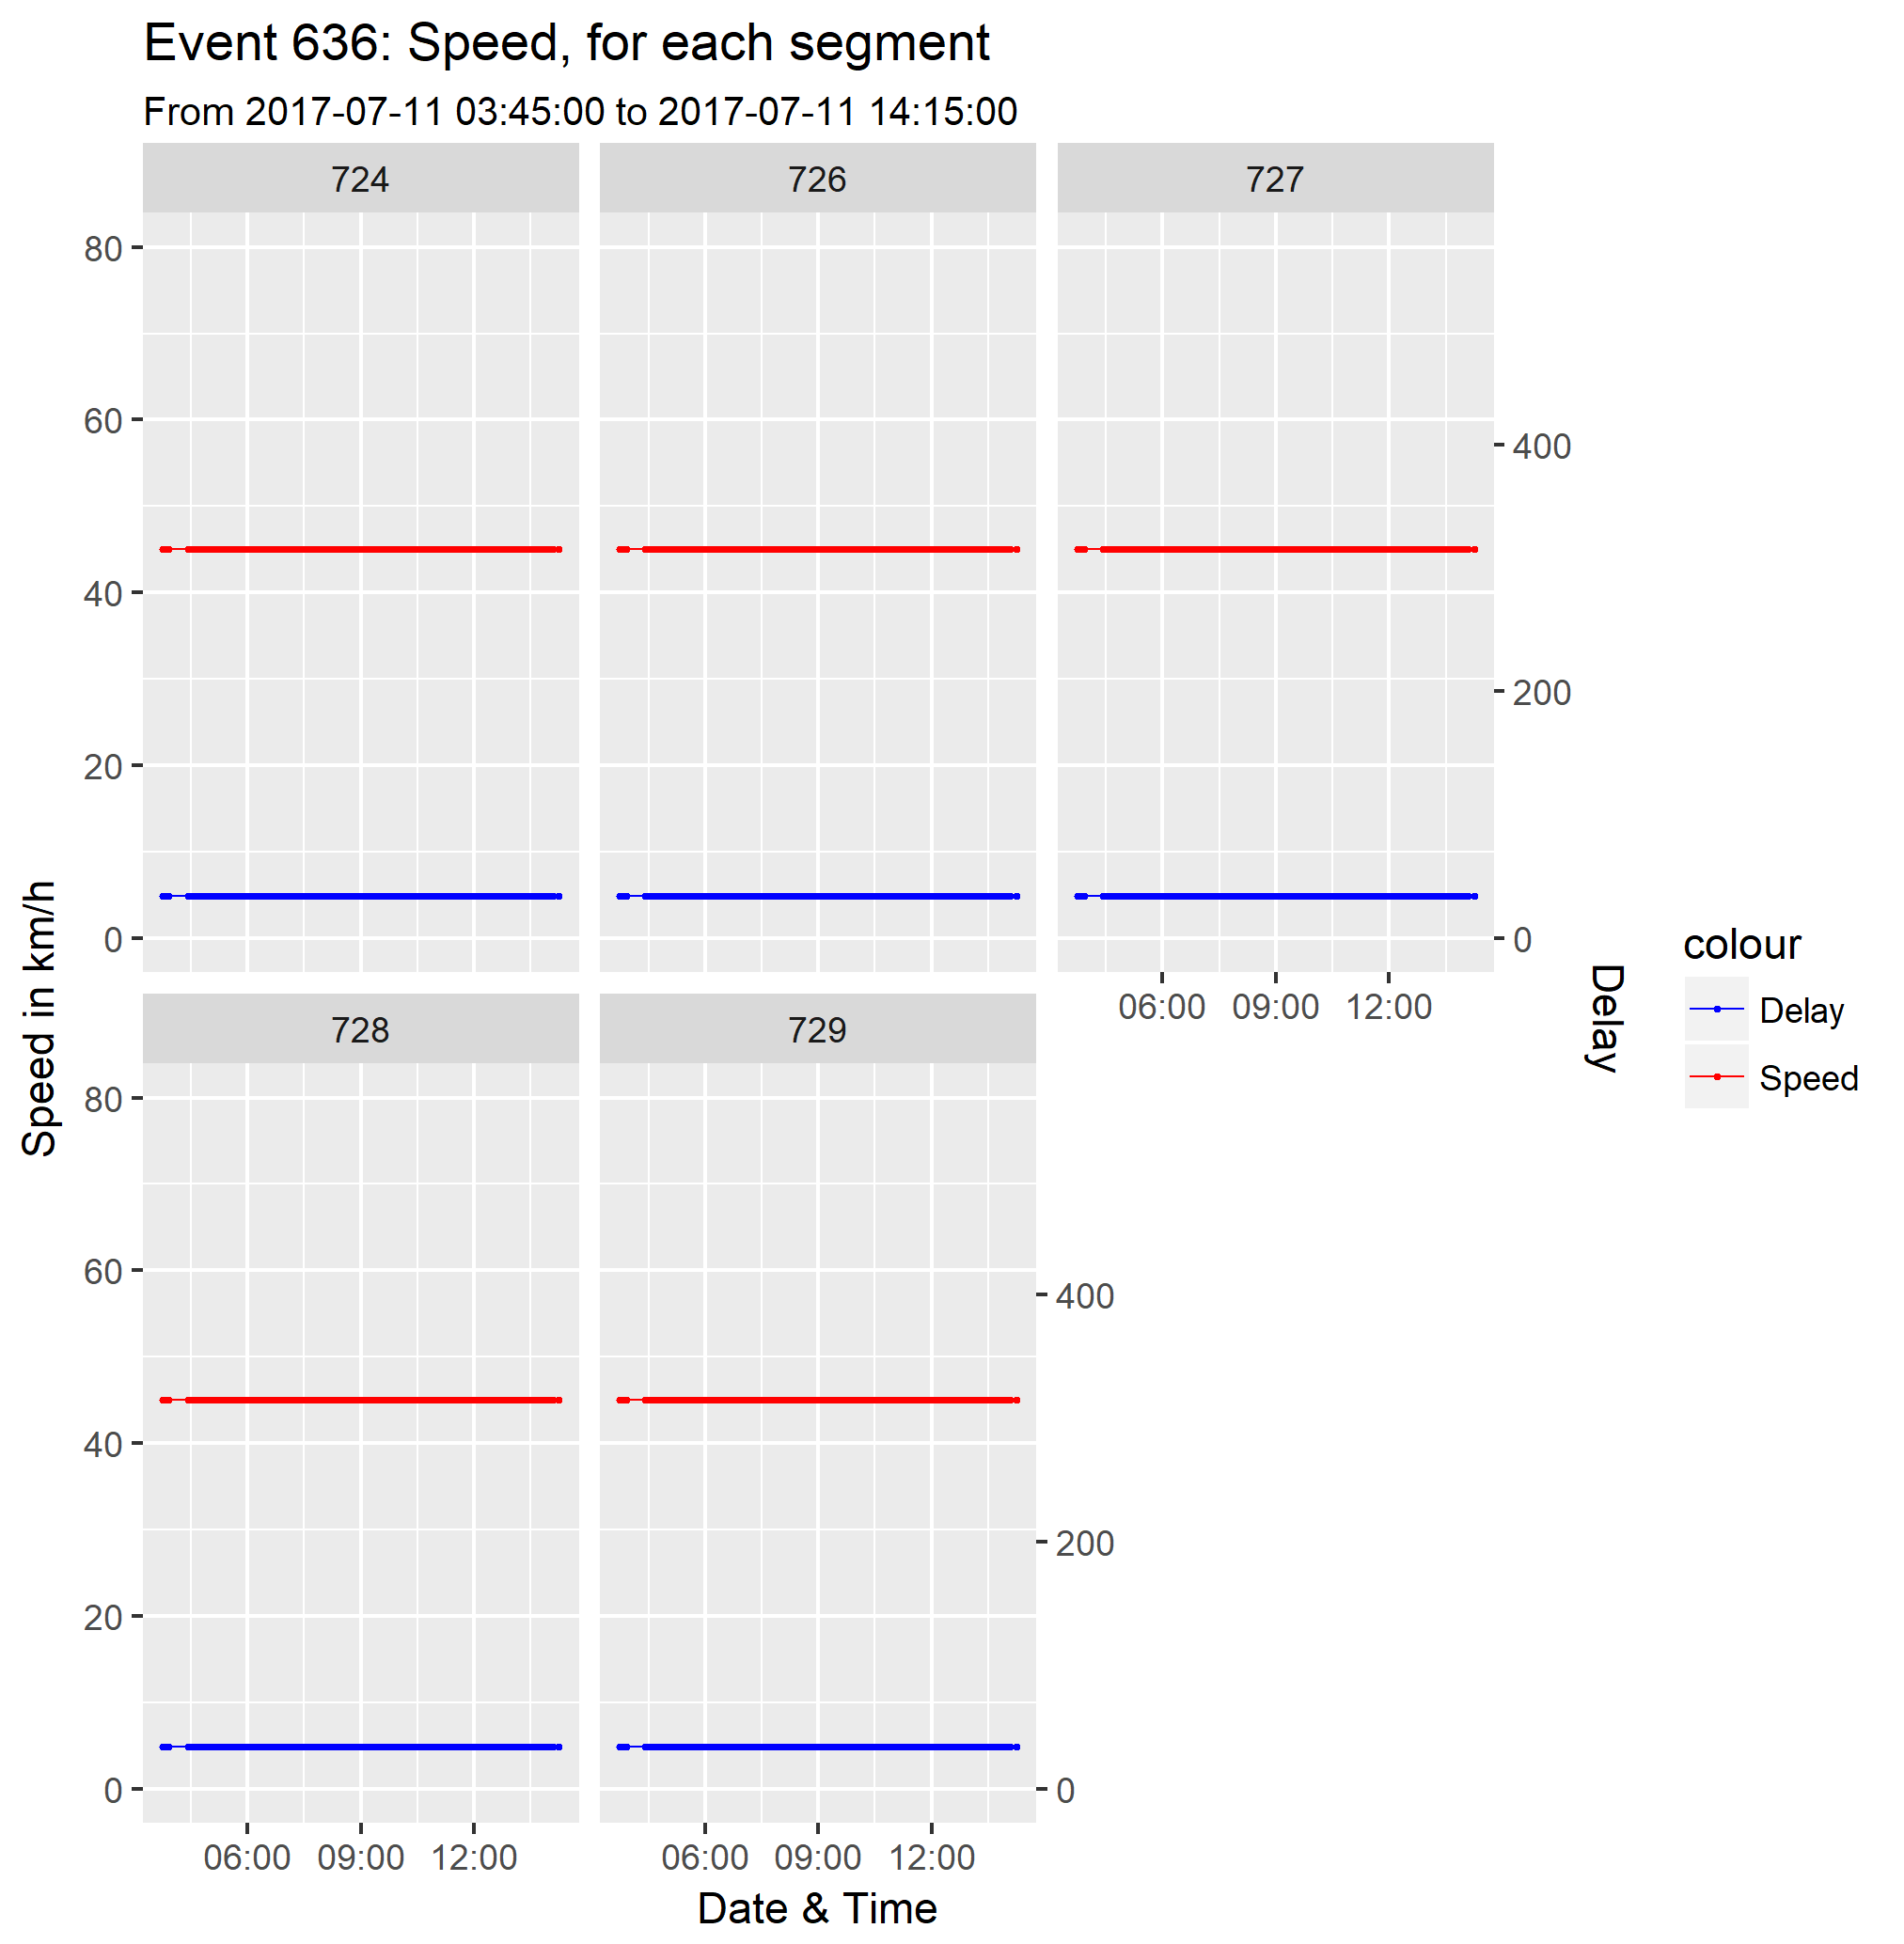 Event 636: Speed, for each segment
From 2017-07-11 03:45:00 to 2017-07-11 14:15:00
724 726 727
80
60
40
20
0
400
200
0
06:00 09:00 12:00
728 729
80
60
40
20
0
400
200
0
06:00 09:00 12:00 06:00 09:00 12:00
Date & Time
Speed in km/h
Delay
colour
Delay
Speed